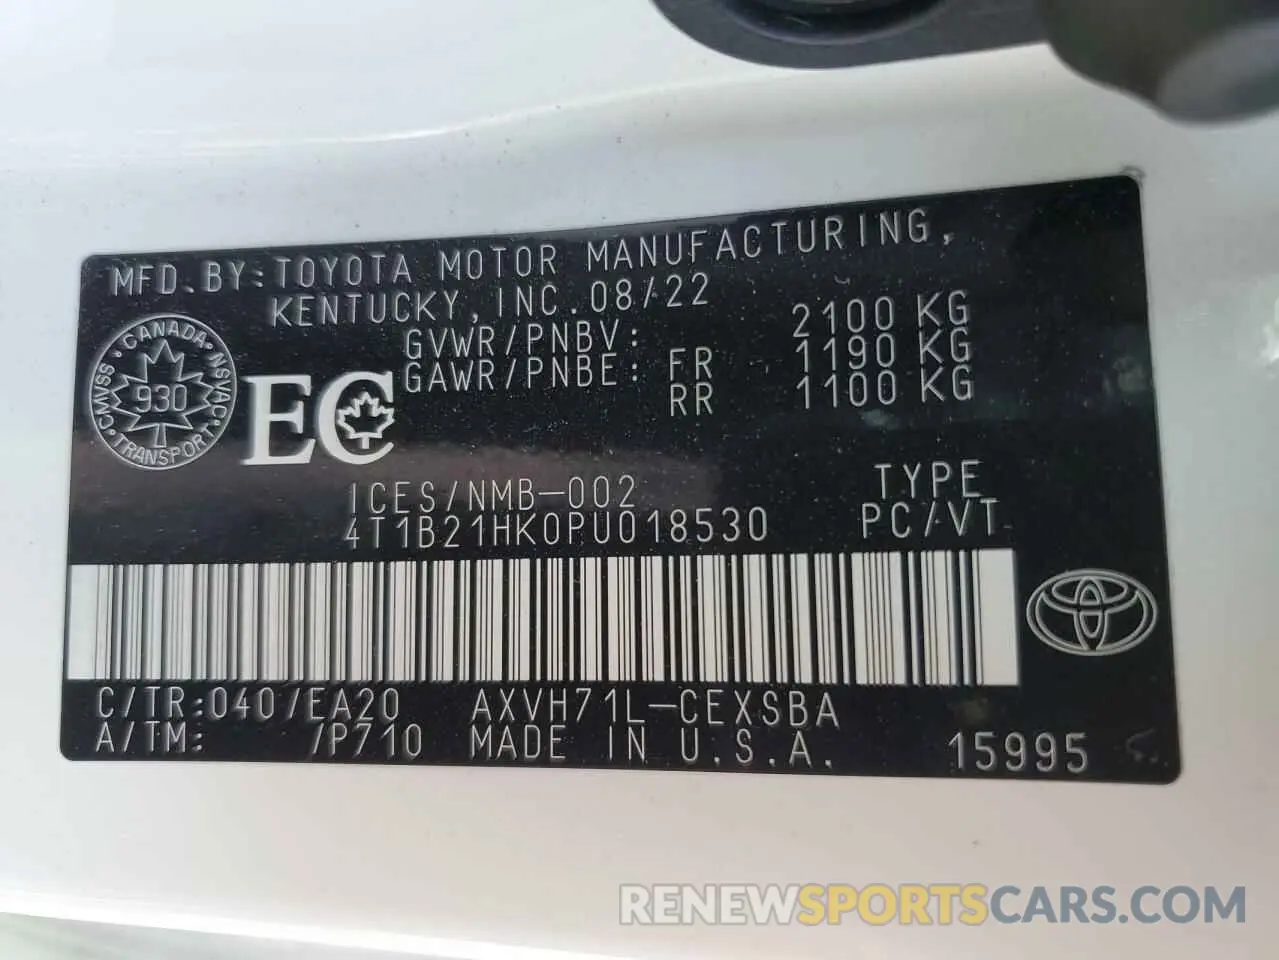 MFD. BY: TOYOTA MOTOR MANUFACTURING,
KENTUCKY, INC. 08/22
GVWR/PNBV: 2100 KG
GAWR/PNBE: FR 1190 KG
RR 1100 KG
CANADA
CMVSS NSVAC
930
TRANSPORT
EC
ICES/NMB-002 TYPE
4T1B21HK0PU018530 PC/VT
C/TR:040/EA20 AXVH71L-CEXSBA
A/TM: /P710 MADE IN U.S.A. 15995
RENEWSPORTSCARS.COM